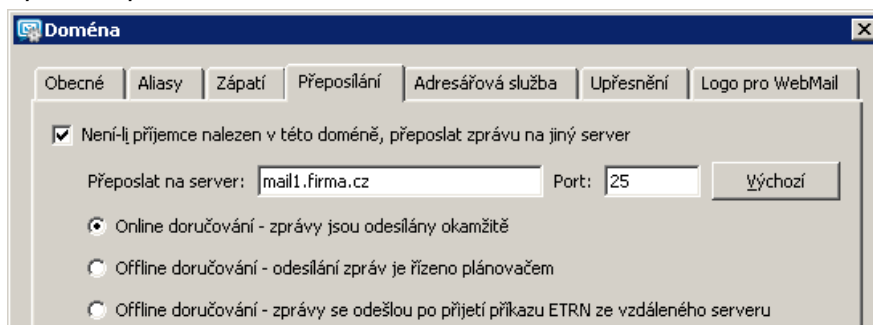 Doména
Obecné Aliasy Zápatí Přeposílání Adresářová služba Upřesnění Logo pro WebMail
Není-li příjemce nalezen v této doméně, přeposlat zprávu na jiný server
Přeposlat na server: mail1.firma.cz Port: 25 Výchozí
Online doručování - zprávy jsou odesílány okamžitě
Offline doručování - odesílání zpráv je řízeno plánovačem
Offline doručování - zprávy se odešlou po přijetí příkazu ETRN ze vzdáleného serveru